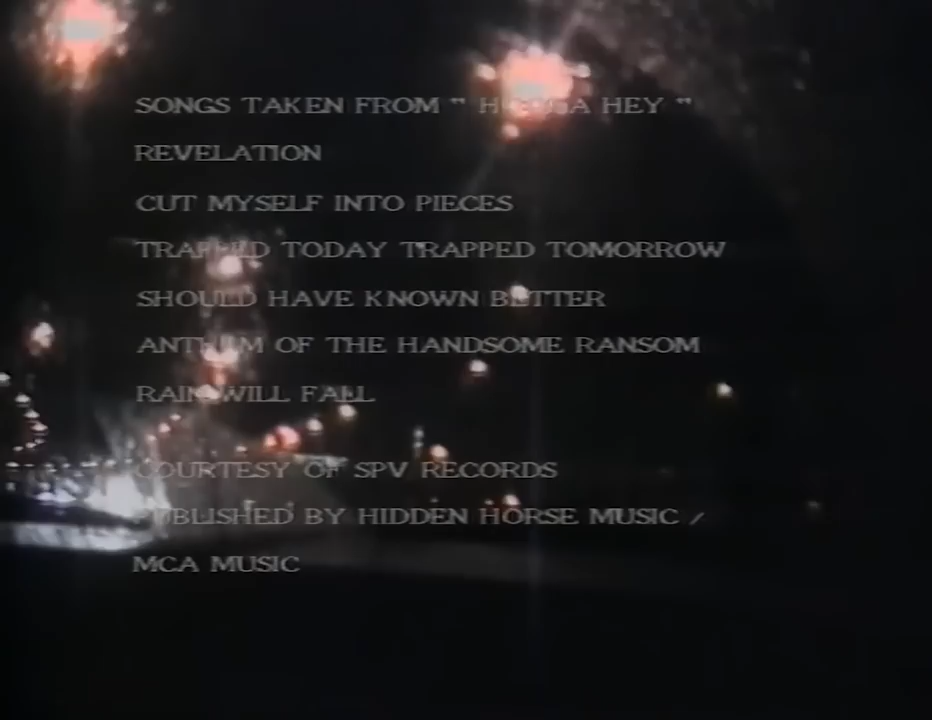 SONGS TAKEN FROM " HEY "
REVELATION
CUT MYSELF INTO PIECES
TRAPPED TODAY TRAPPED TOMORROW
SHOULD HAVE KNOWN BETTER
ANTHEM OF THE HANDSOME RANSOM
RAIN WILL FALL
COURTESY OF SPV RECORDS
PUBLISHED BY HIDDEN HORSE MUSIC /
MCA MUSIC